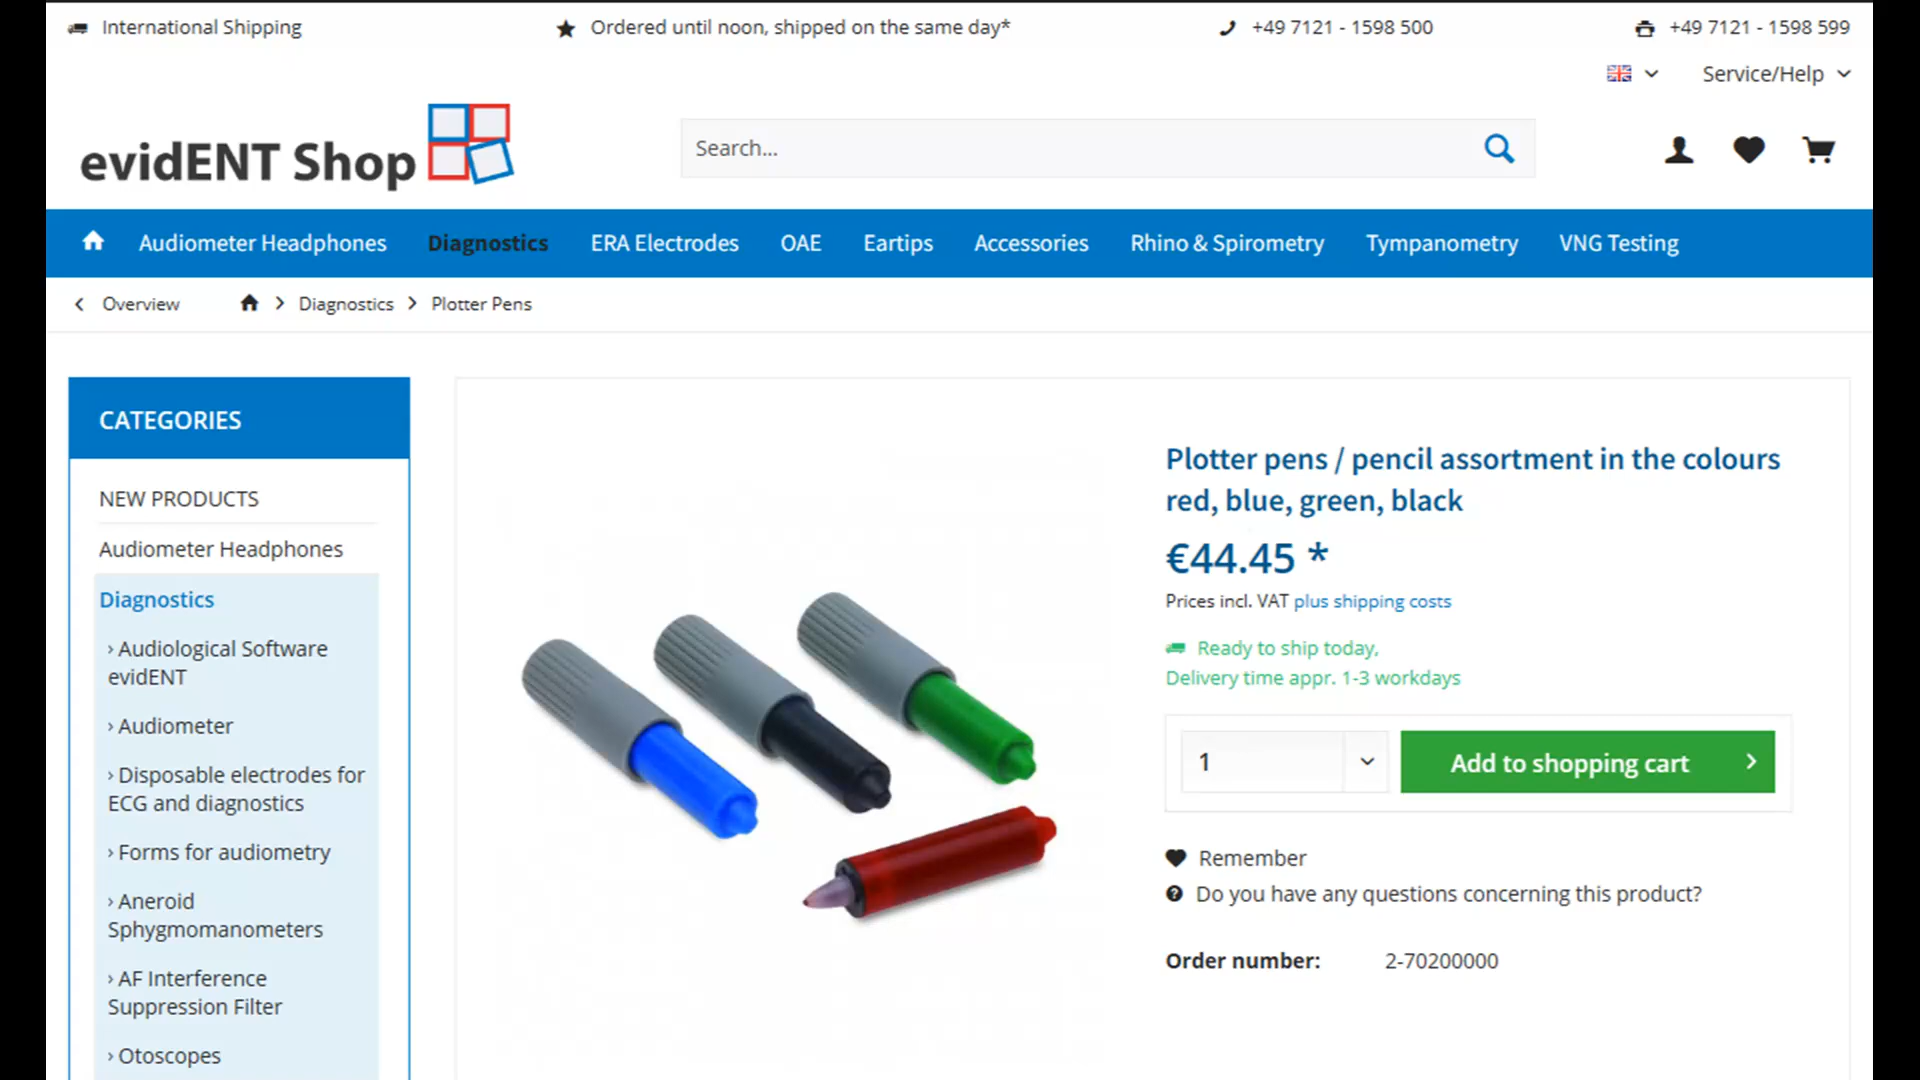 International Shipping
Ordered until noon, shipped on the same day*
+49 7121 - 1598 500
+49 7121 - 1598 599
Service/Help
evidENT Shop
Search...
Audiometer Headphones
Diagnostics
ERA Electrodes
OAE
Eartips
Accessories
Rhino & Spirometry
Tympanometry
VNG Testing
Overview
Diagnostics
Plotter Pens
CATEGORIES
NEW PRODUCTS
Audiometer Headphones
Diagnostics
› Audiological Software
evidENT
› Audiometer
› Disposable electrodes for
ECG and diagnostics
› Forms for audiometry
› Aneroid
Sphygmomanometers
› AF Interference
Suppression Filter
› Otoscopes
Plotter pens / pencil assortment in the colours
red, blue, green, black
€44.45 *
Prices incl. VAT plus shipping costs
Ready to ship today,
Delivery time appr. 1-3 workdays
1
Add to shopping cart
Remember
Do you have any questions concerning this product?
Order number: 2-70200000